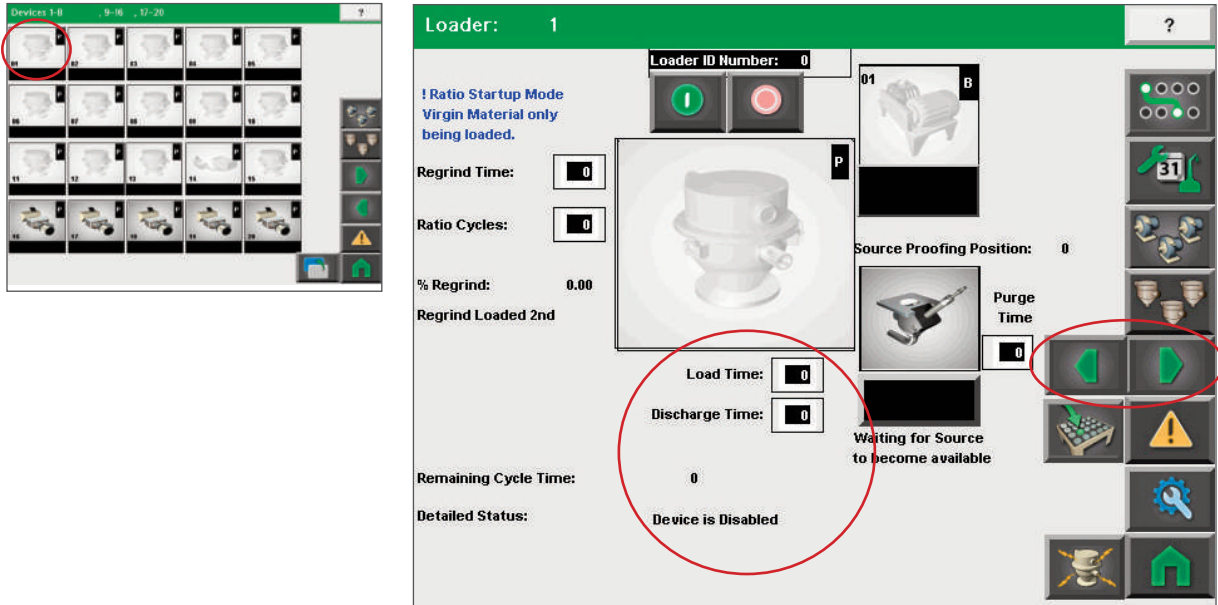 Devices 1-8 , 9-16 , 17-20
?
P P P P P
01 02 03 04 05
P P P P P
06 07 08 09 10
P P P P P
11 12 13 14 15
P P P P P
16 17 18 19 20
Loader: 1
?
Loader ID Number: 0
! Ratio Startup Mode
Virgin Material only
being loaded.
01
B
P
31
Regrind Time: 0
Ratio Cycles: 0
Source Proofing Position: 0
% Regrind: 0.00
Regrind Loaded 2nd
Purge
Time
0
Load Time: 0
Discharge Time: 0
Waiting for Source
to become available
Remaining Cycle Time: 0
Detailed Status: Device is Disabled